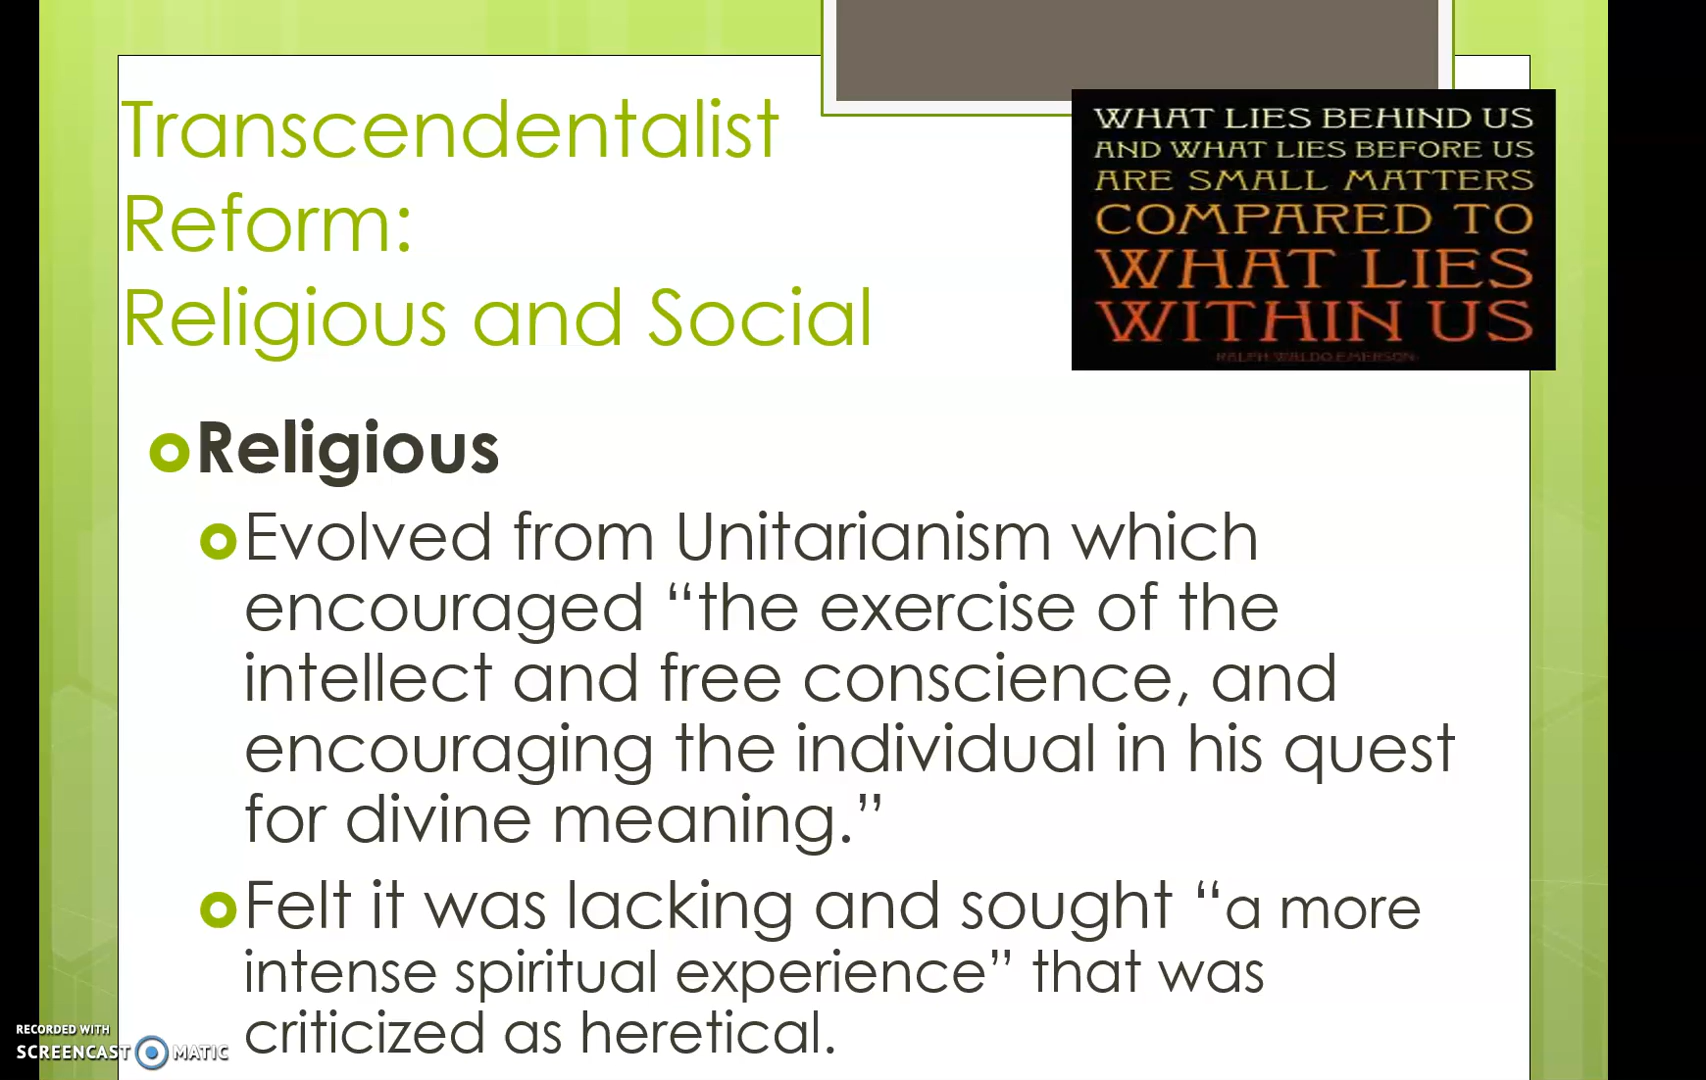 Transcendentalist
Reform:
Religious and Social
WHAT LIES BEHIND US
AND WHAT LIES BEFORE US
ARE SMALL MATTERS
COMPARED TO
WHAT LIES
WITHIN US
RALPH WALDO EMERSON
Religious
Evolved from Unitarianism which
encouraged “the exercise of the
intellect and free conscience, and
encouraging the individual in his quest
for divine meaning.”
Felt it was lacking and sought “a more
intense spiritual experience” that was
criticized as heretical.
RECORDED WITH
SCREENCAST MATIC